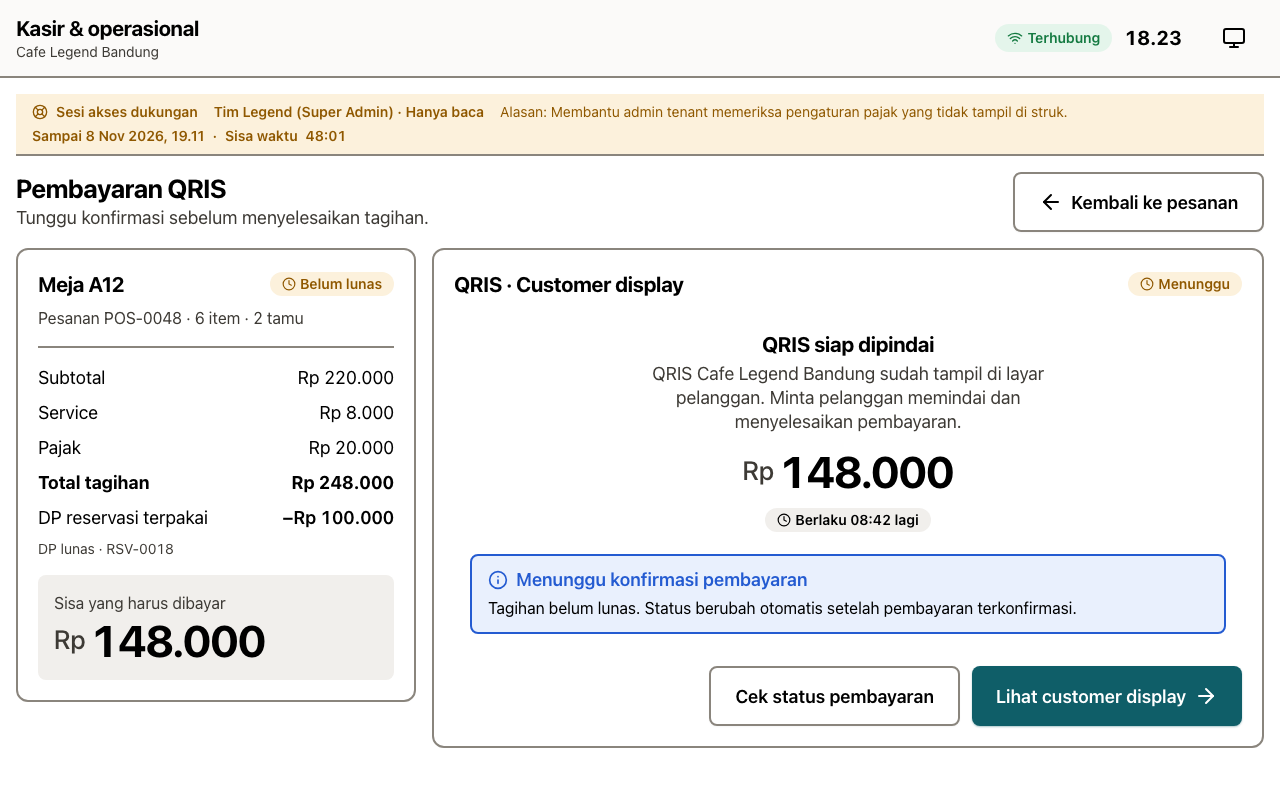 Kasir & operasional
Cafe Legend Bandung
Terhubung
18.23
Sesi akses dukungan Tim Legend (Super Admin) · Hanya baca Alasan: Membantu admin tenant memeriksa pengaturan pajak yang tidak tampil di struk.
Sampai 8 Nov 2026, 19.11 · Sisa waktu 48:01
Pembayaran QRIS
Tunggu konfirmasi sebelum menyelesaikan tagihan.
Kembali ke pesanan
Meja A12
Belum lunas
Pesanan POS-0048 · 6 item · 2 tamu
Subtotal Rp 220.000
Service Rp 8.000
Pajak Rp 20.000
Total tagihan Rp 248.000
DP reservasi terpakai −Rp 100.000
DP lunas · RSV-0018
Sisa yang harus dibayar
Rp 148.000
QRIS · Customer display
Menunggu
QRIS siap dipindai
QRIS Cafe Legend Bandung sudah tampil di layar
pelanggan. Minta pelanggan memindai dan
menyelesaikan pembayaran.
Rp 148.000
Berlaku 08:42 lagi
Menunggu konfirmasi pembayaran
Tagihan belum lunas. Status berubah otomatis setelah pembayaran terkonfirmasi.
Cek status pembayaran
Lihat customer display